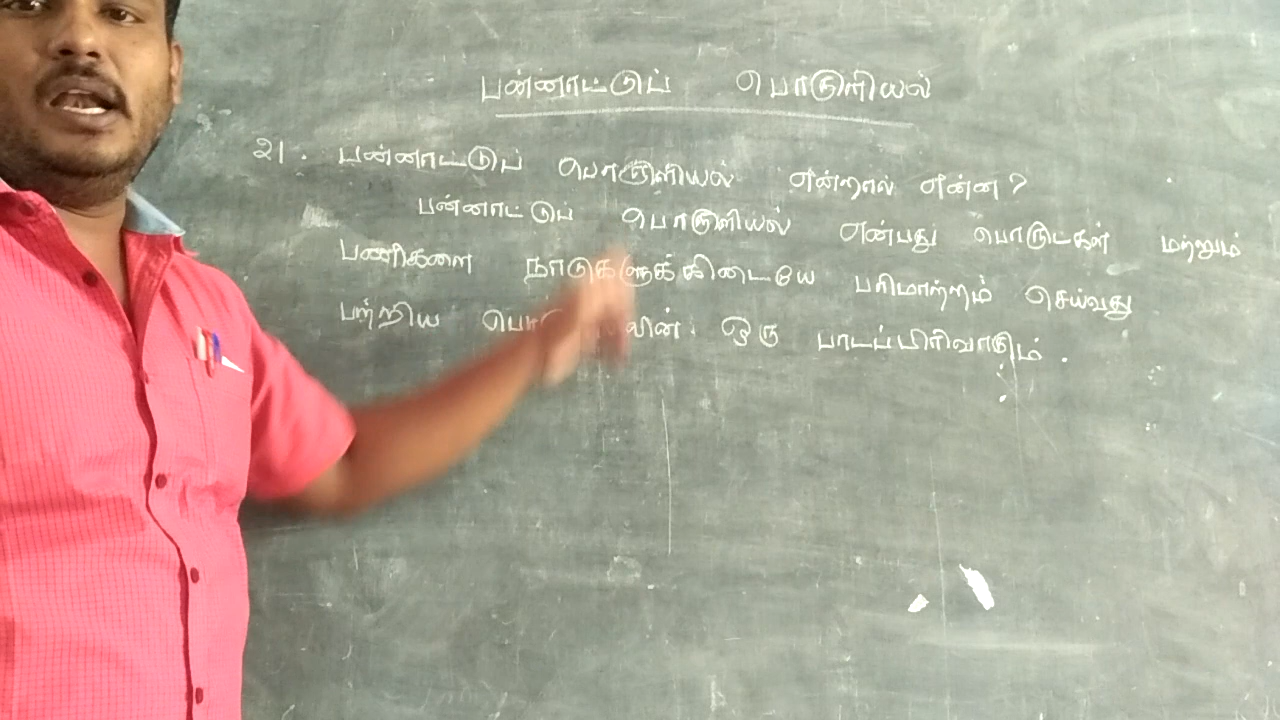 பன்னாட்டுப் பொருளியல்
21. பன்னாட்டுப் பொருளியல் என்றால் என்ன?
பன்னாட்டுப் பொருளியல் என்பது பொருட்கள் மற்றும்
பணிகளை நாடுகளுக்கிடையே பரிமாற்றம் செய்வது
பற்றிய ஒரு பாடப்பிரிவாகும்.